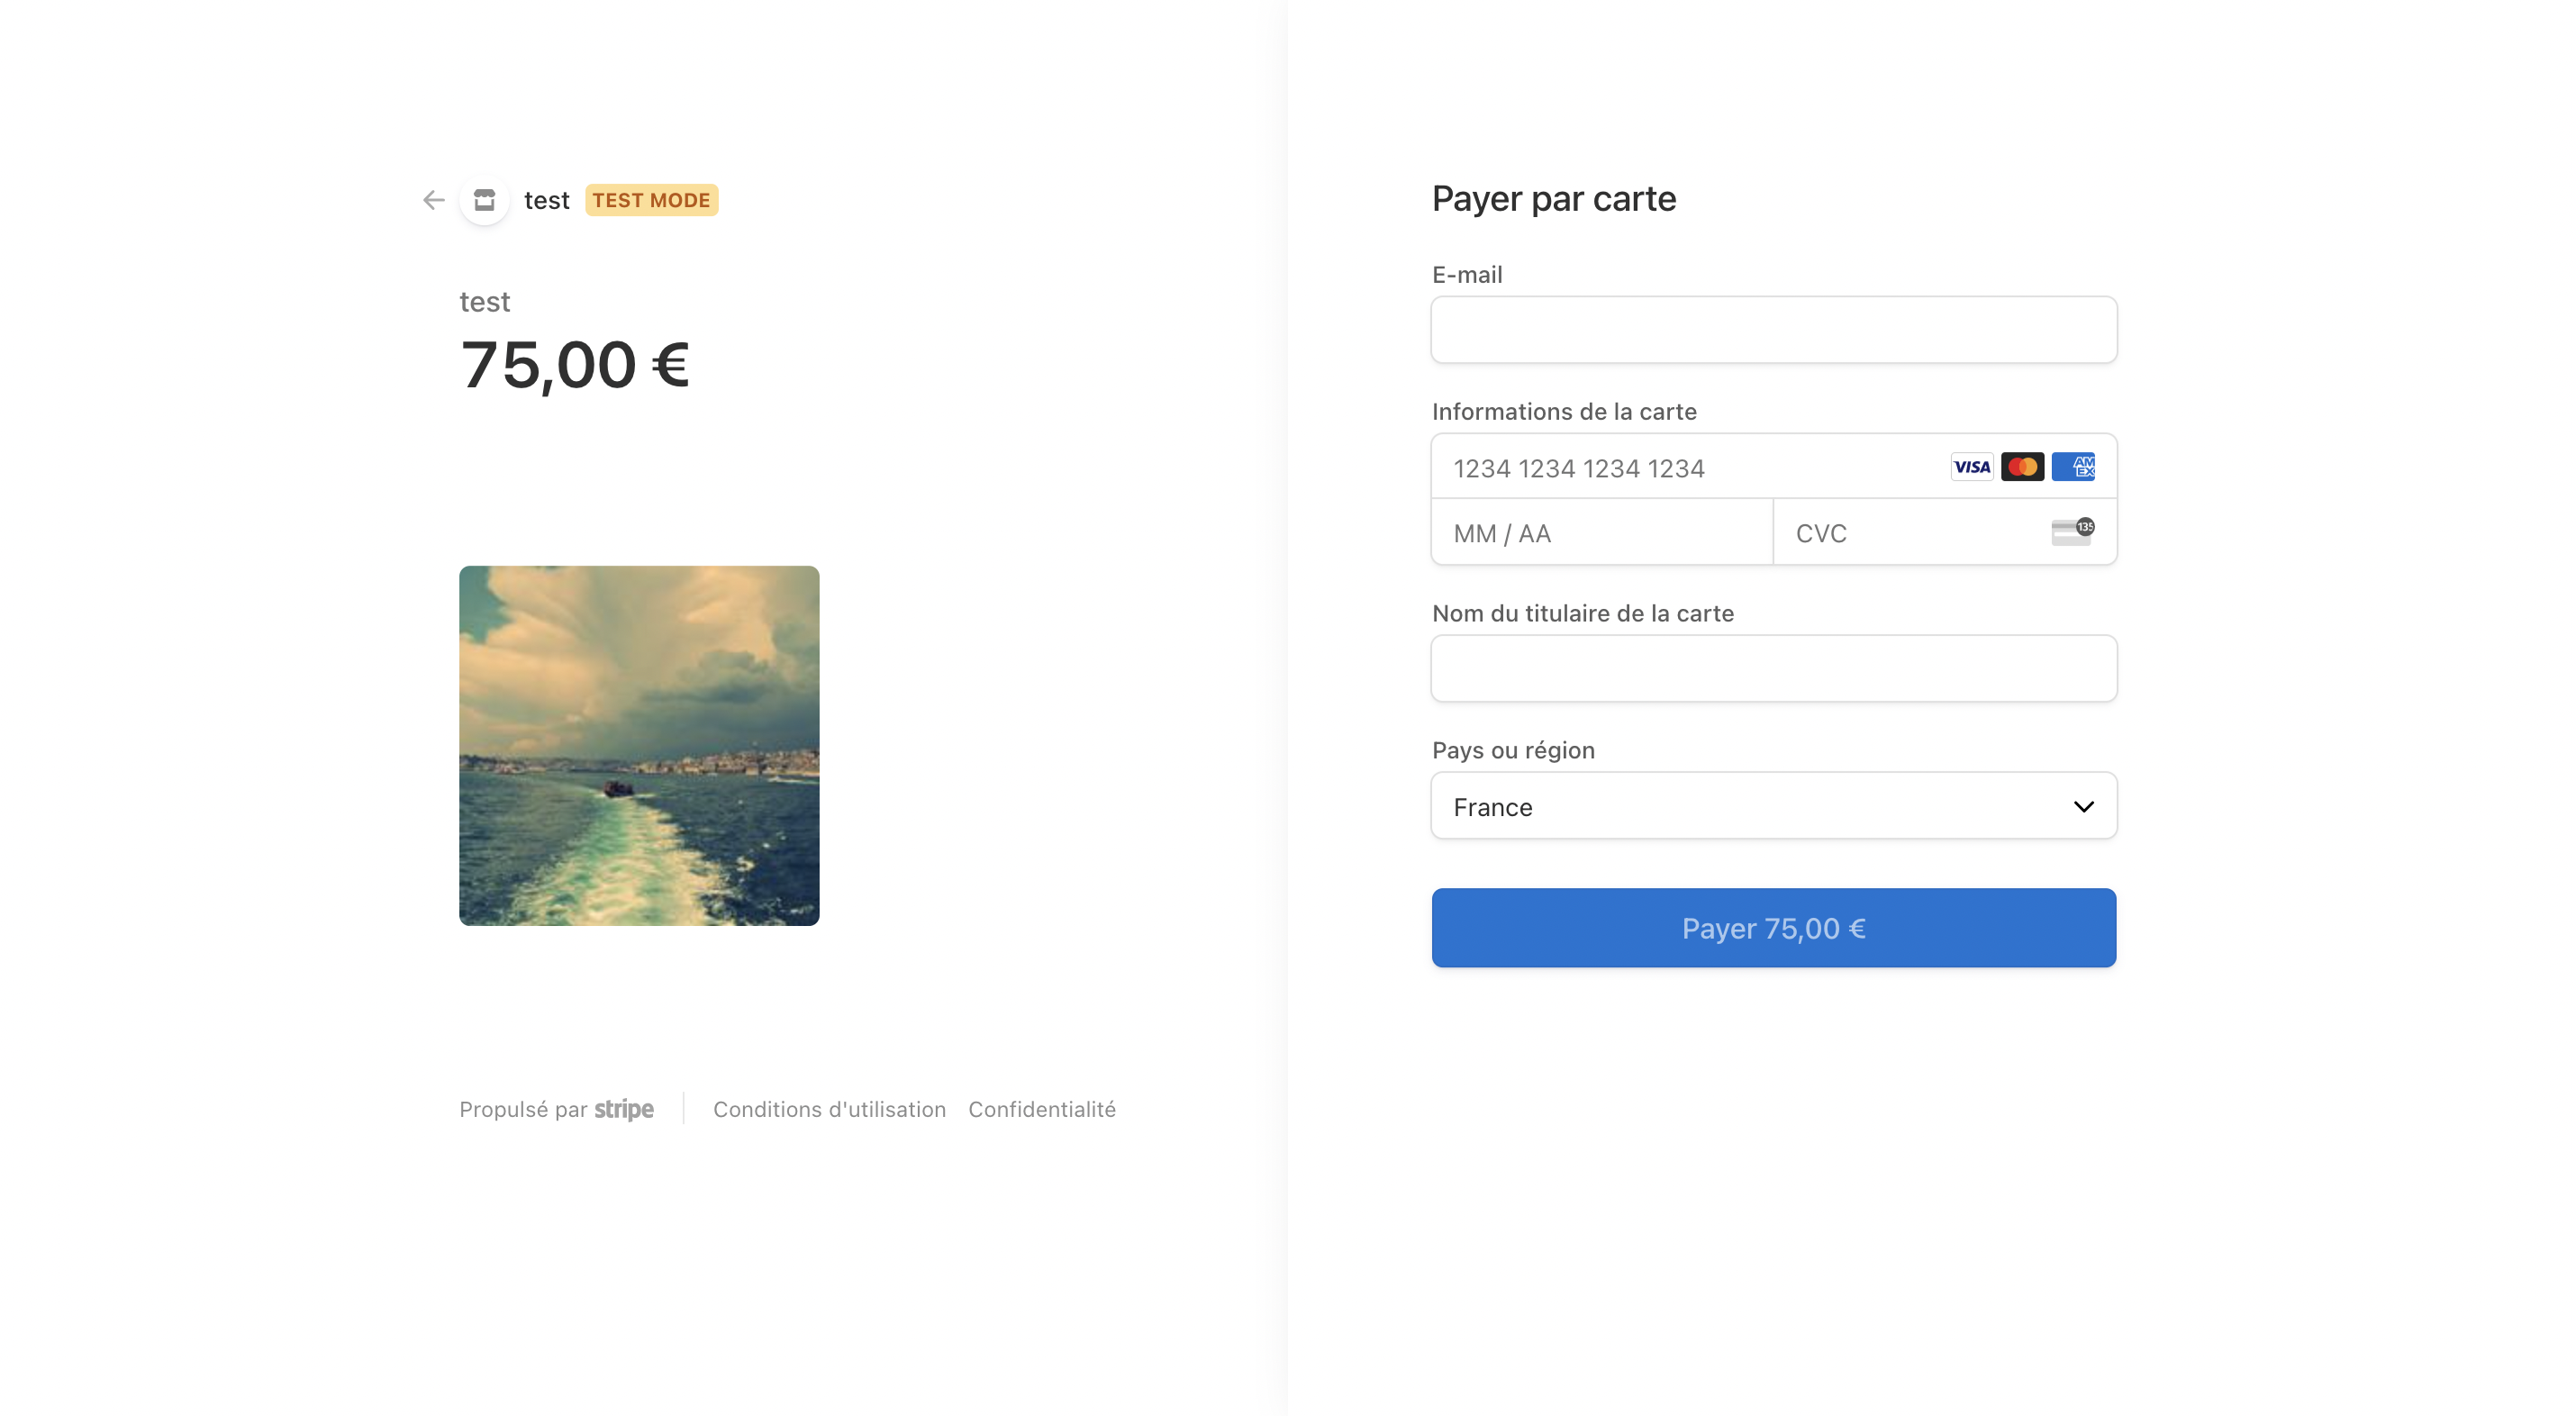 test TEST MODE
test
75,00 €
Propulsé par stripe
Conditions d'utilisation Confidentialité
Payer par carte
E-mail
Informations de la carte
1234 1234 1234 1234 VISA AMEX
MM / AA
CVC 135
Nom du titulaire de la carte
Pays ou région
France
Payer 75,00 €